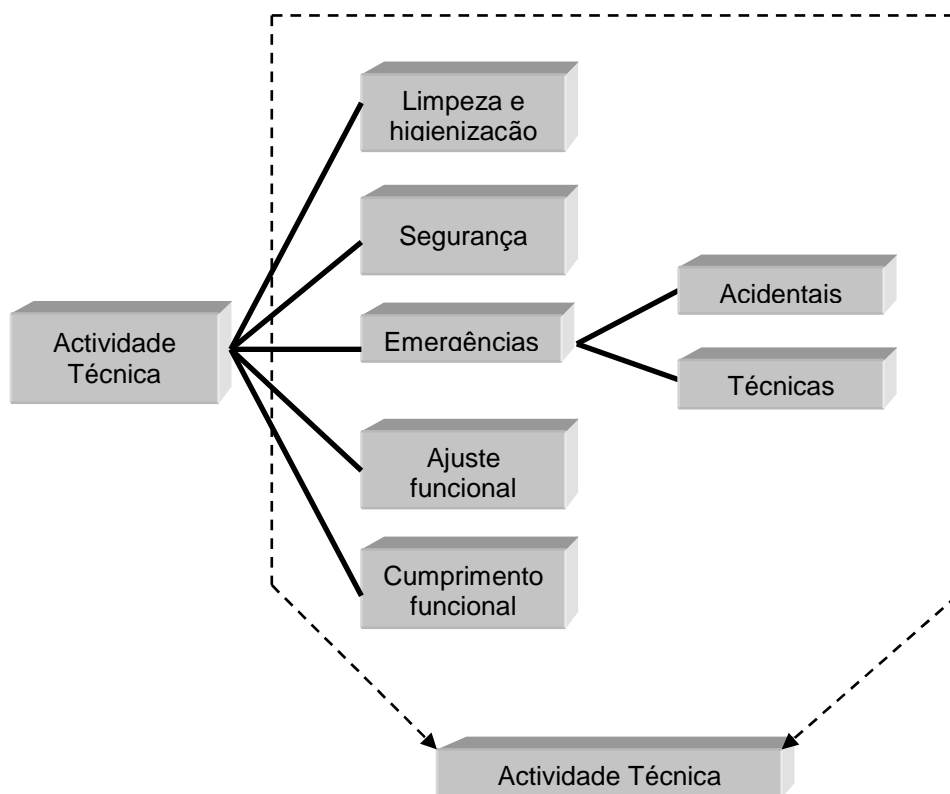 Limpeza e
higienização
Segurança
Actividade
Técnica
Emergências
Acidentais
Técnicas
Ajuste
funcional
Cumprimento
funcional
Actividade Técnica